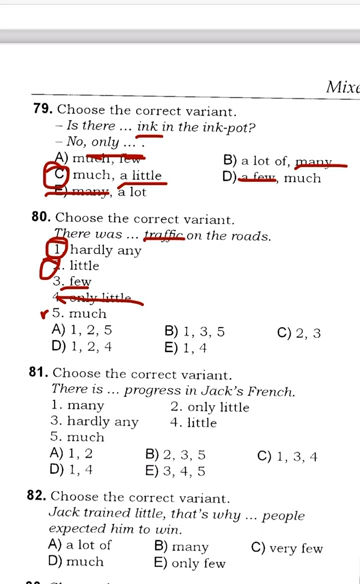 Mixe
79. Choose the correct variant.
– Is there ... ink in the ink-pot?
– No, only ... .
A) much, few
B) a lot of, many
C) much, a little
D) a few, much
E) many, a lot
80. Choose the correct variant.
There was ... traffic on the roads.
1. hardly any
2. little
3. few
4. only little
5. much
A) 1, 2, 5 B) 1, 3, 5 C) 2, 3
D) 1, 2, 4 E) 1, 4
81. Choose the correct variant.
There is ... progress in Jack's French.
1. many 2. only little
3. hardly any 4. little
5. much
A) 1, 2 B) 2, 3, 5 C) 1, 3, 4
D) 1, 4 E) 3, 4, 5
82. Choose the correct variant.
Jack trained little, that's why ... people
expected him to win.
A) a lot of B) many C) very few
D) much E) only few